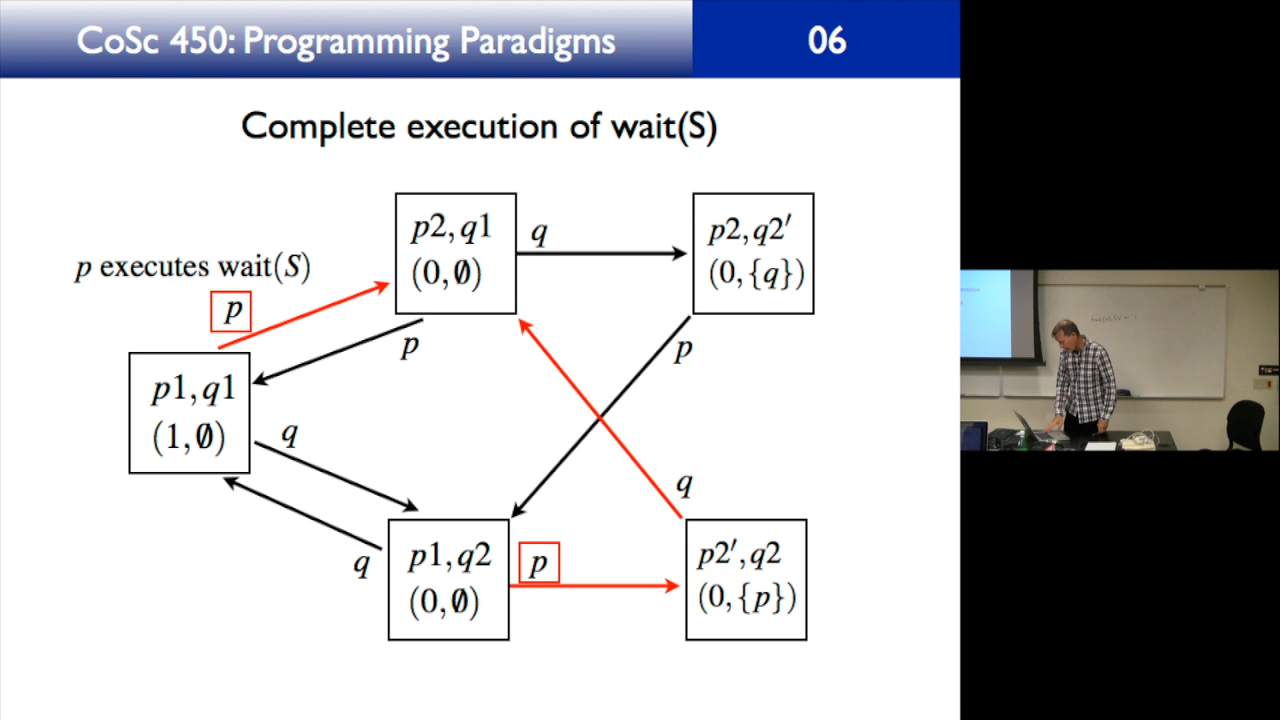 CoSc 450: Programming Paradigms
06
Complete execution of wait(S)
p2, q1
(0, ∅)
q
p2, q2′
(0, {q})
p executes wait(S)
p
p
p
p1, q1
(1, ∅)
q
q
q
p1, q2
(0, ∅)
p
p2′, q2
(0, {p})